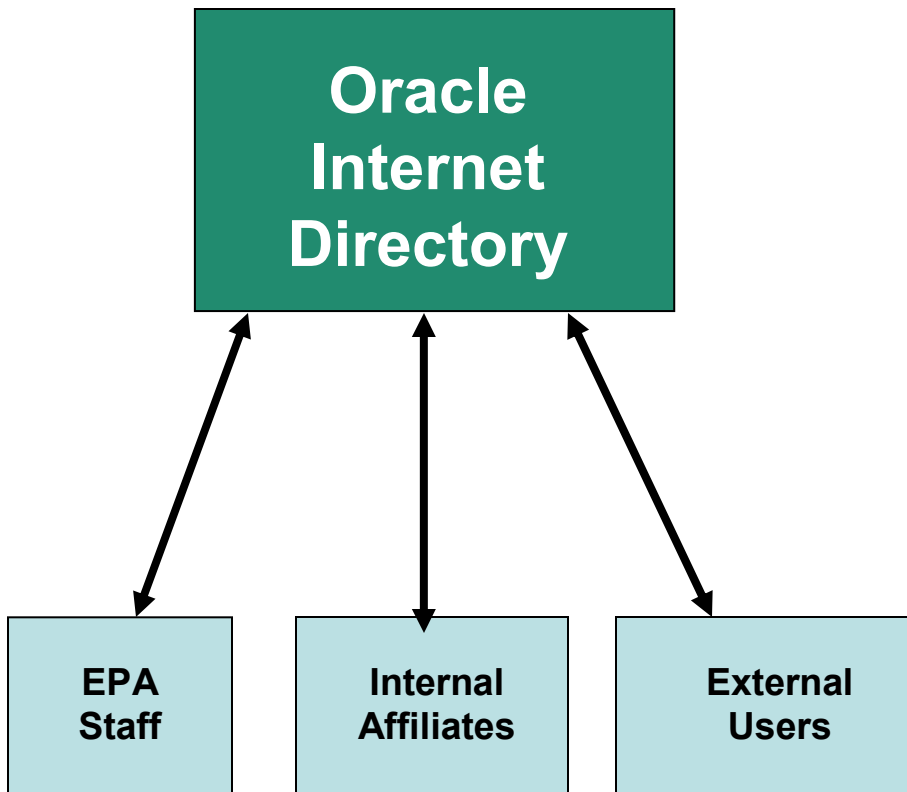 Oracle
Internet
Directory
EPA
Staff
Internal
Affiliates
External
Users